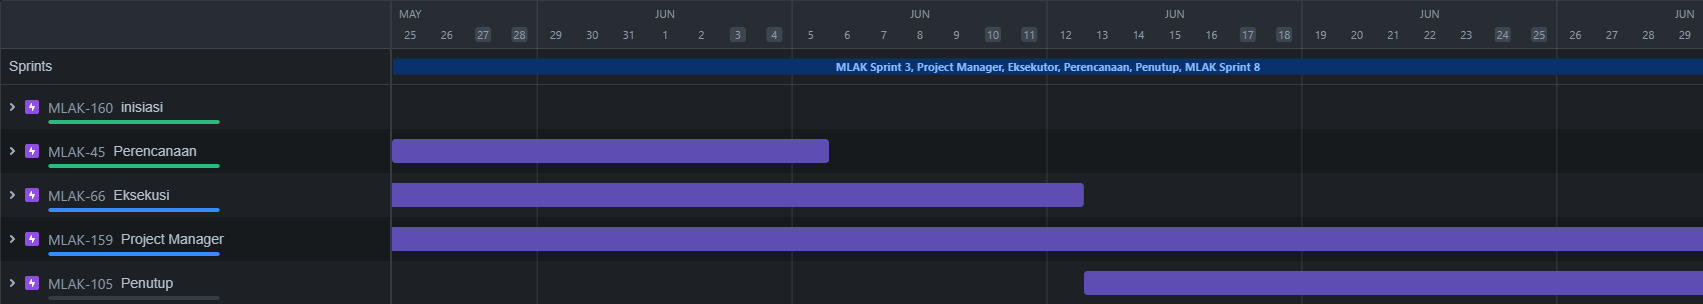 MAY JUN JUN JUN JUN JUN
25 26 27 28 29 30 31 1 2 3 4 5 6 7 8 9 10 11 12 13 14 15 16 17 18 19 20 21 22 23 24 25 26 27 28 29
Sprints MLAK Sprint 3, Project Manager, Eksekutor, Perencanaan, Penutup, MLAK Sprint 8
MLAK-160 inisiasi
MLAK-45 Perencanaan
MLAK-66 Eksekusi
MLAK-159 Project Manager
MLAK-105 Penutup